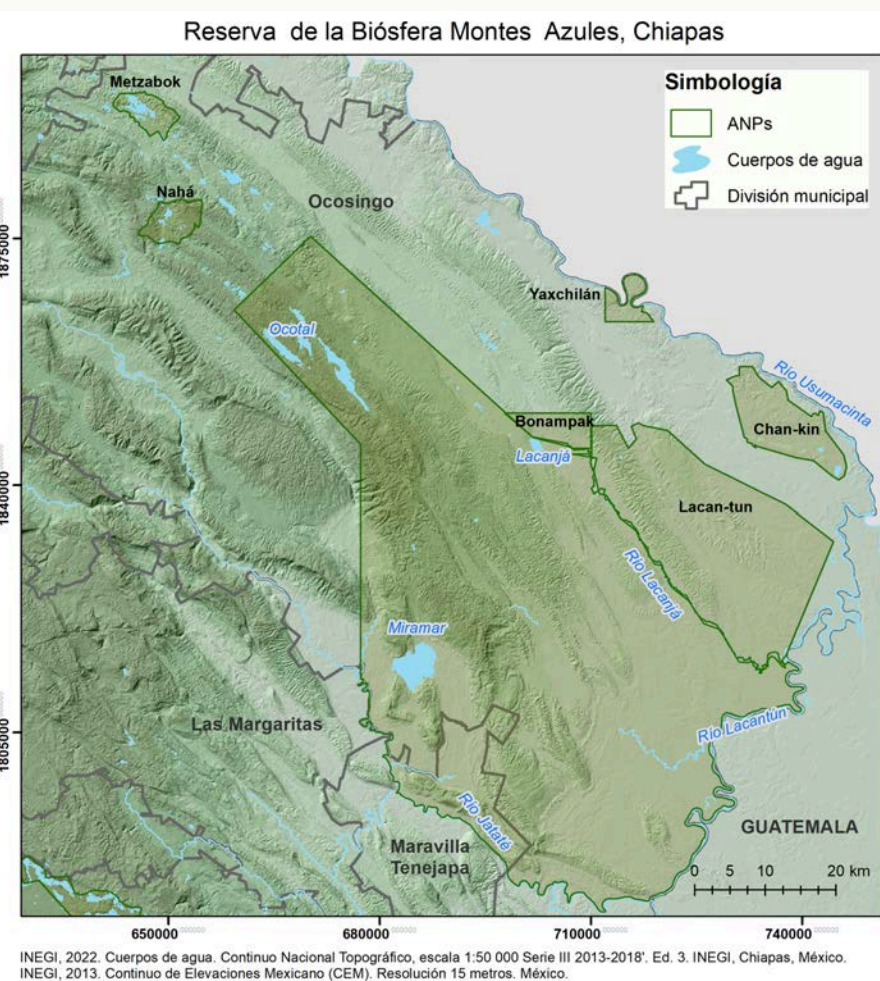 Reserva de la Biósfera Montes Azules, Chiapas
Simbología
ANPs
Cuerpos de agua
División municipal
Metzabok
Nahá
Ocosingo
Yaxchilán
Ocotal
Río Usumacinta
Bonampak
Chan-kin
Lacanjá
Lacan-tun
Río Lacanjá
Miramar
Las Margaritas
Río Lacantún
Río Jataté
GUATEMALA
Maravilla
Tenejapa
0 5 10 20 km
1875000
1840000
1805000
650000 680000 710000 740000
INEGI, 2022. Cuerpos de agua. Continuo Nacional Topográfico, escala 1:50 000 Serie III 2013-2018'. Ed. 3. INEGI, Chiapas, México.
INEGI, 2013. Continuo de Elevaciones Mexicano (CEM). Resolución 15 metros. México.